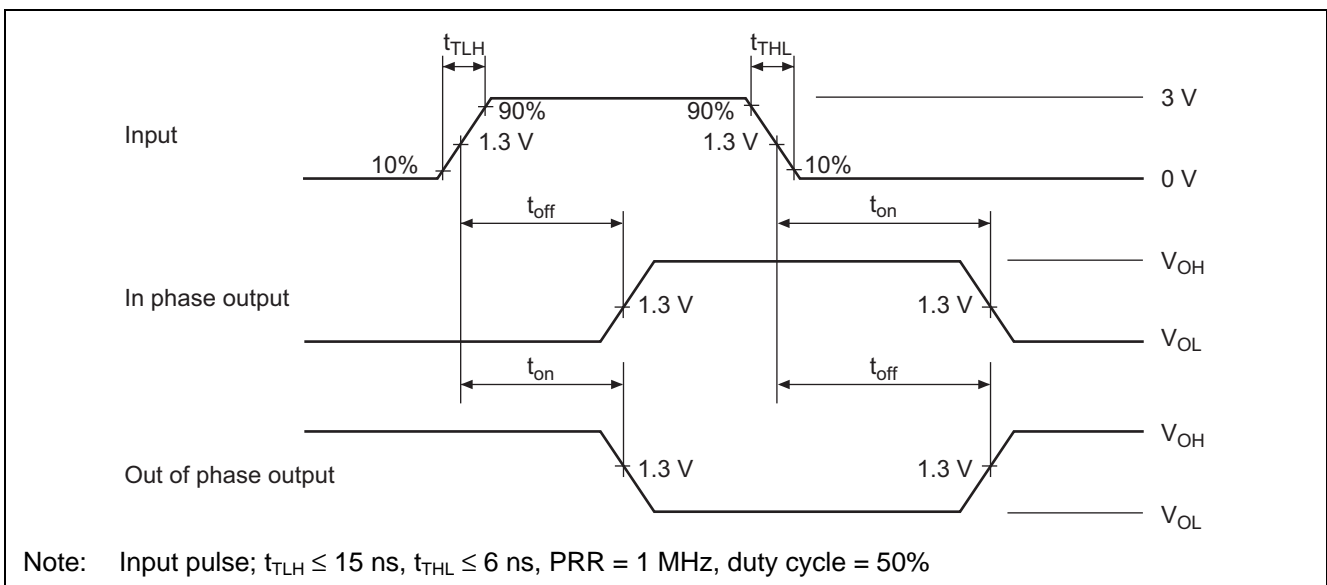 tTLH tTHL
3 V
90% 90%
Input 1.3 V 1.3 V
10% 10%
0 V
toff ton
VOH
In phase output 1.3 V 1.3 V
VOL
ton toff
VOH
Out of phase output 1.3 V 1.3 V
VOL
Note: Input pulse; tTLH ≤ 15 ns, tTHL ≤ 6 ns, PRR = 1 MHz, duty cycle = 50%